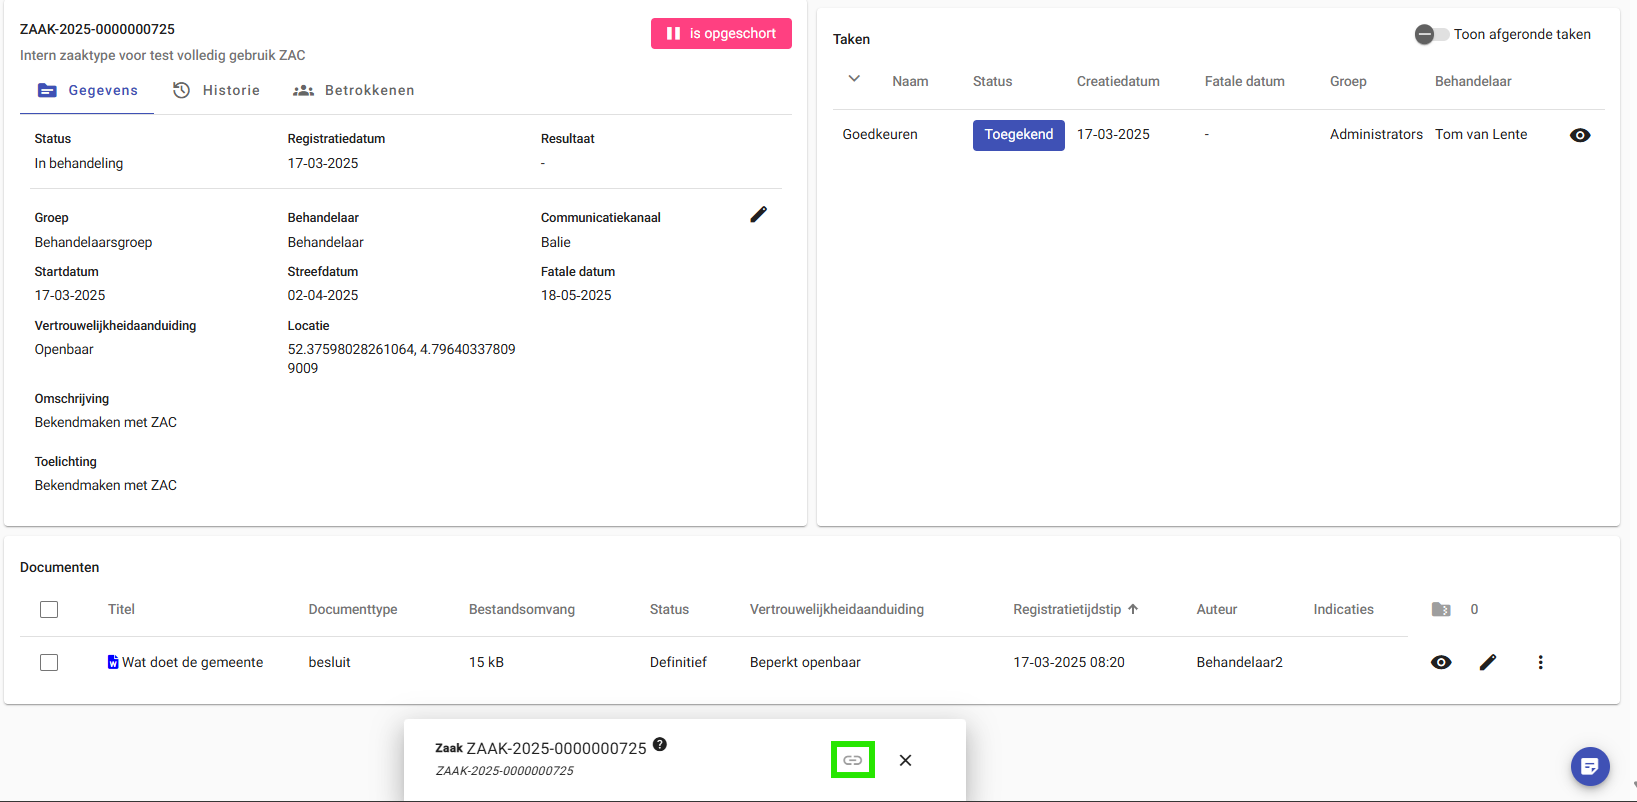 ZAAK-2025-0000000725
is opgeschort
Intern zaaktype voor test volledig gebruik ZAC
Gegevens Historie Betrokkenen
Status Registratiedatum Resultaat
In behandeling 17-03-2025 -
Groep Behandelaar Communicatiekanaal
Behandelaarsgroep Behandelaar Balie
Startdatum Streefdatum Fatale datum
17-03-2025 02-04-2025 18-05-2025
Vertrouwelijkheidaanduiding Locatie
Openbaar 52.37598028261064, 4.79640337809
9009
Omschrijving
Bekendmaken met ZAC
Toelichting
Bekendmaken met ZAC
Taken Toon afgeronde taken
Naam Status Creatiedatum Fatale datum Groep Behandelaar
Goedkeuren Toegekend 17-03-2025 - Administrators Tom van Lente
Documenten
Titel Documenttype Bestandsomvang Status Vertrouwelijkheidaanduiding Registratietijdstip Auteur Indicaties 0
Wat doet de gemeente besluit 15 kB Definitief Beperkt openbaar 17-03-2025 08:20 Behandelaar2
Zaak ZAAK-2025-0000000725
ZAAK-2025-0000000725